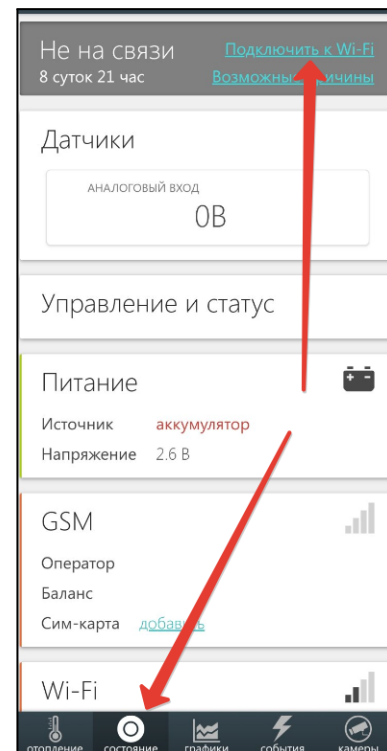 Не на связи Подключить к Wi-Fi
8 суток 21 час Возможные причины
Датчики
АНАЛОГОВЫЙ ВХОД
0В
Управление и статус
Питание
Источник аккумулятор
Напряжение 2.6 В
GSM
Оператор
Баланс
Сим-карта добавить
Wi-Fi
отопление состояние графики события камеры